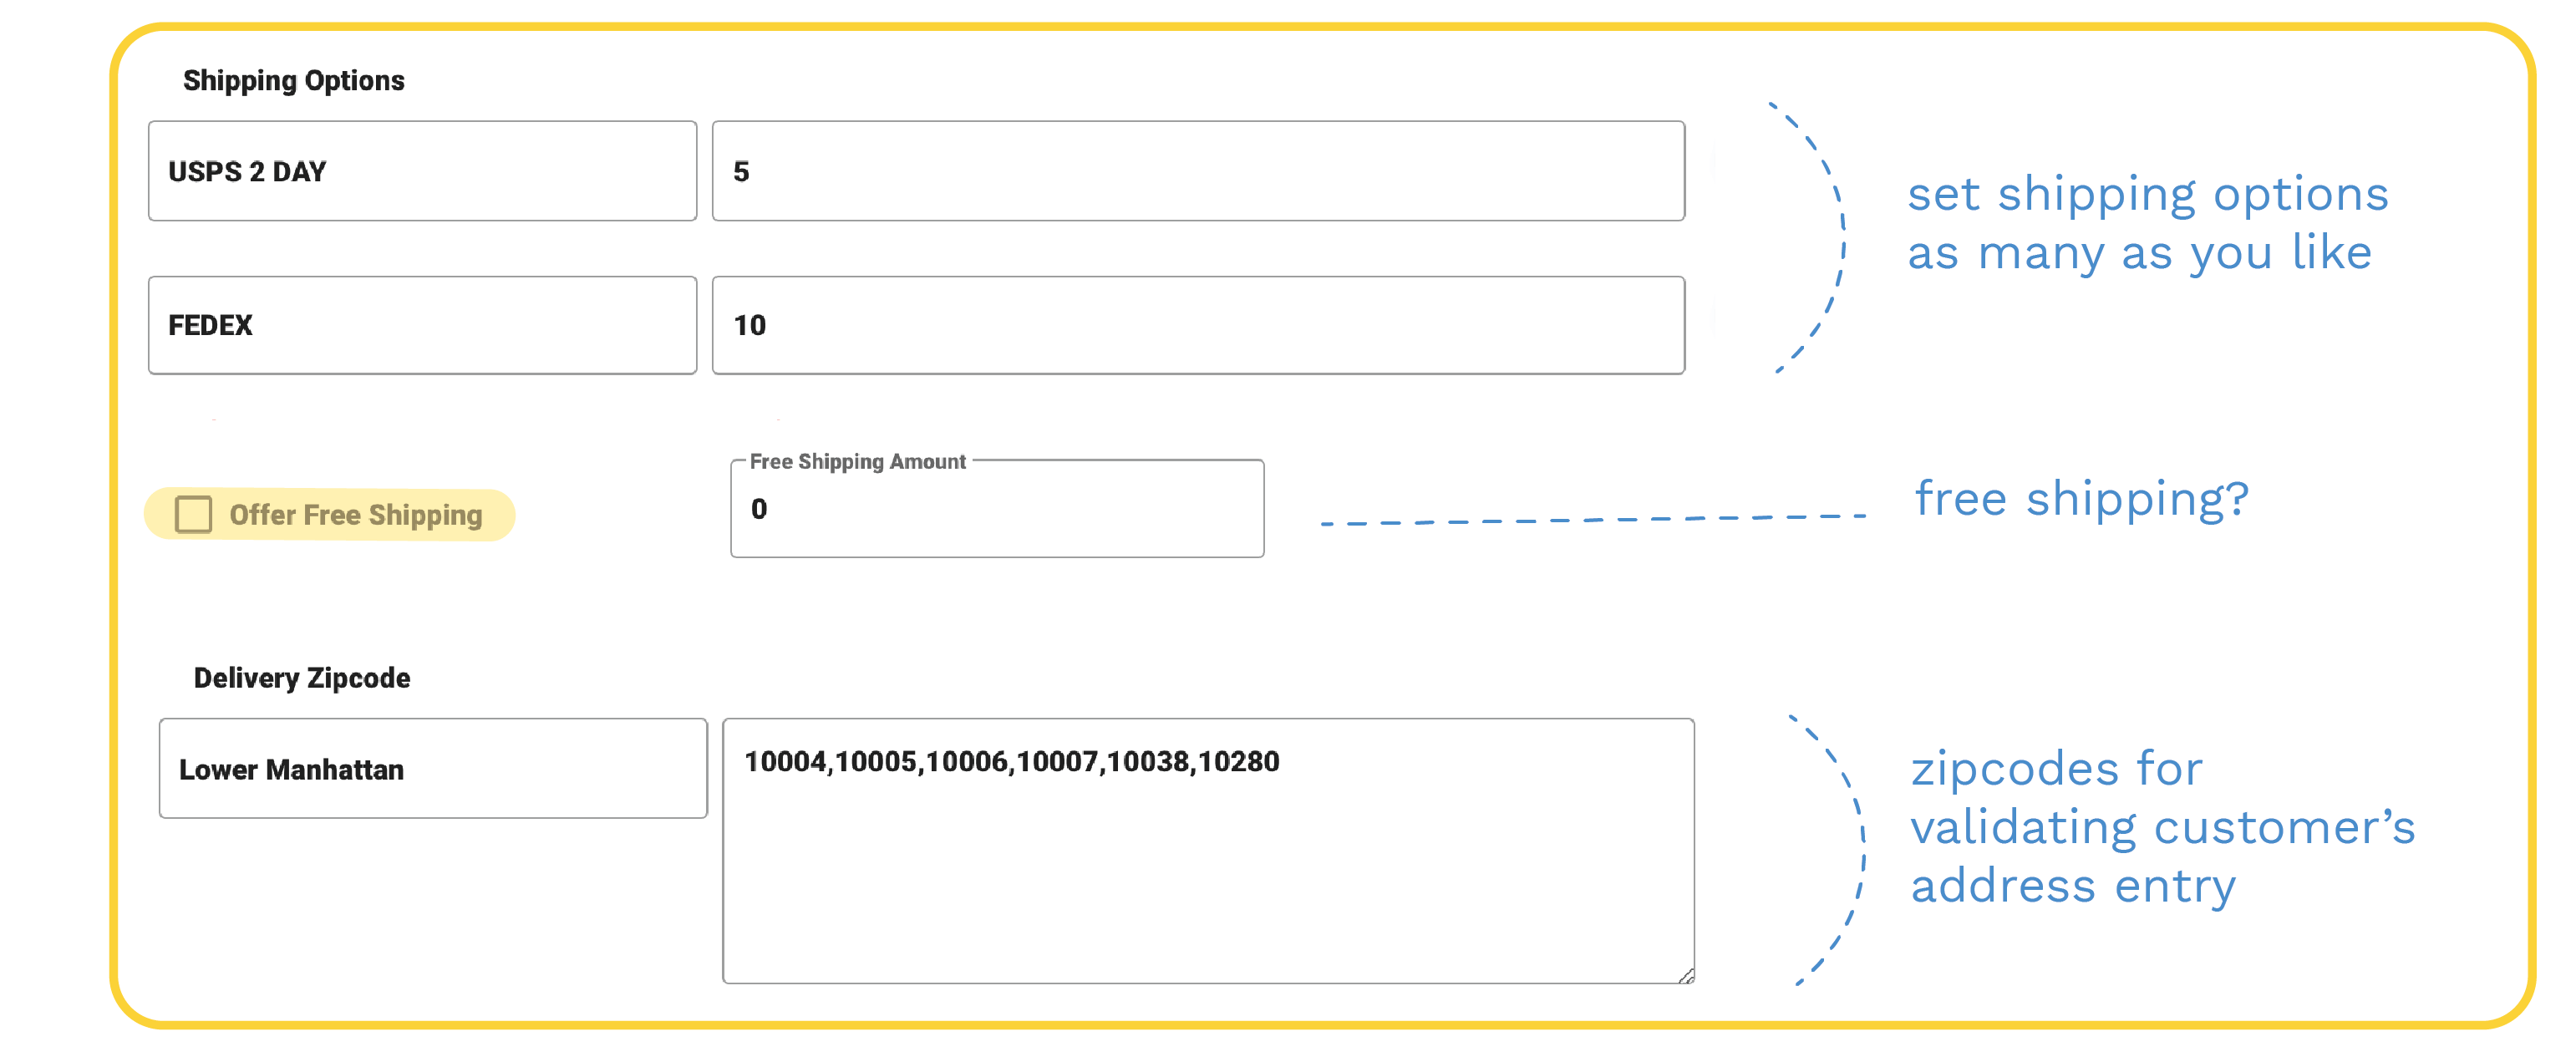 Shipping Options
USPS 2 DAY
5
set shipping options
as many as you like
FEDEX
10
Free Shipping Amount
Offer Free Shipping
0
free shipping?
Delivery Zipcode
Lower Manhattan
10004,10005,10006,10007,10038,10280
zipcodes for
validating customer’s
address entry